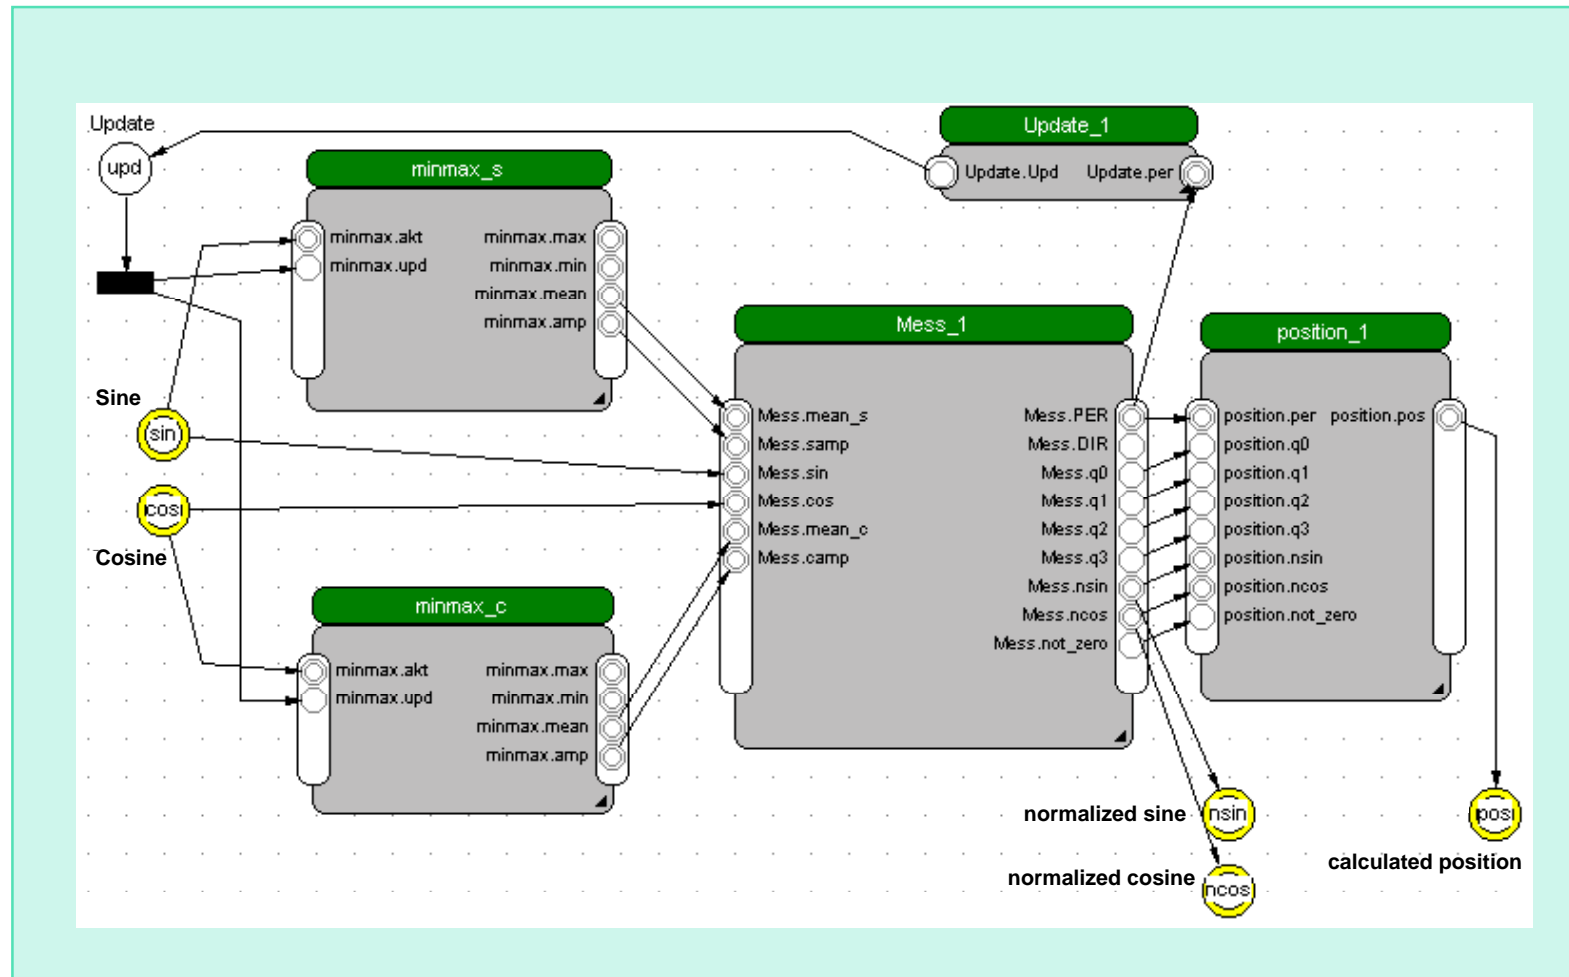 Update
upd
Update_1
Update.Upd Update.per
minmax_s
minmax.akt minmax.max
minmax.upd minmax.min
minmax.mean
minmax.amp
Sine
sin
cos
Cosine
minmax_c
minmax.akt minmax.max
minmax.upd minmax.min
minmax.mean
minmax.amp
Mess_1
Mess.mean_s Mess.PER
Mess.samp Mess.DIR
Mess.sin Mess.q0
Mess.cos Mess.q1
Mess.mean_c Mess.q2
Mess.camp Mess.q3
Mess.nsin
Mess.ncos
Mess.not_zero
position_1
position.per position.pos
position.q0
position.q1
position.q2
position.q3
position.nsin
position.ncos
position.not_zero
normalized sine nsin
normalized cosine ncos
posi
calculated position